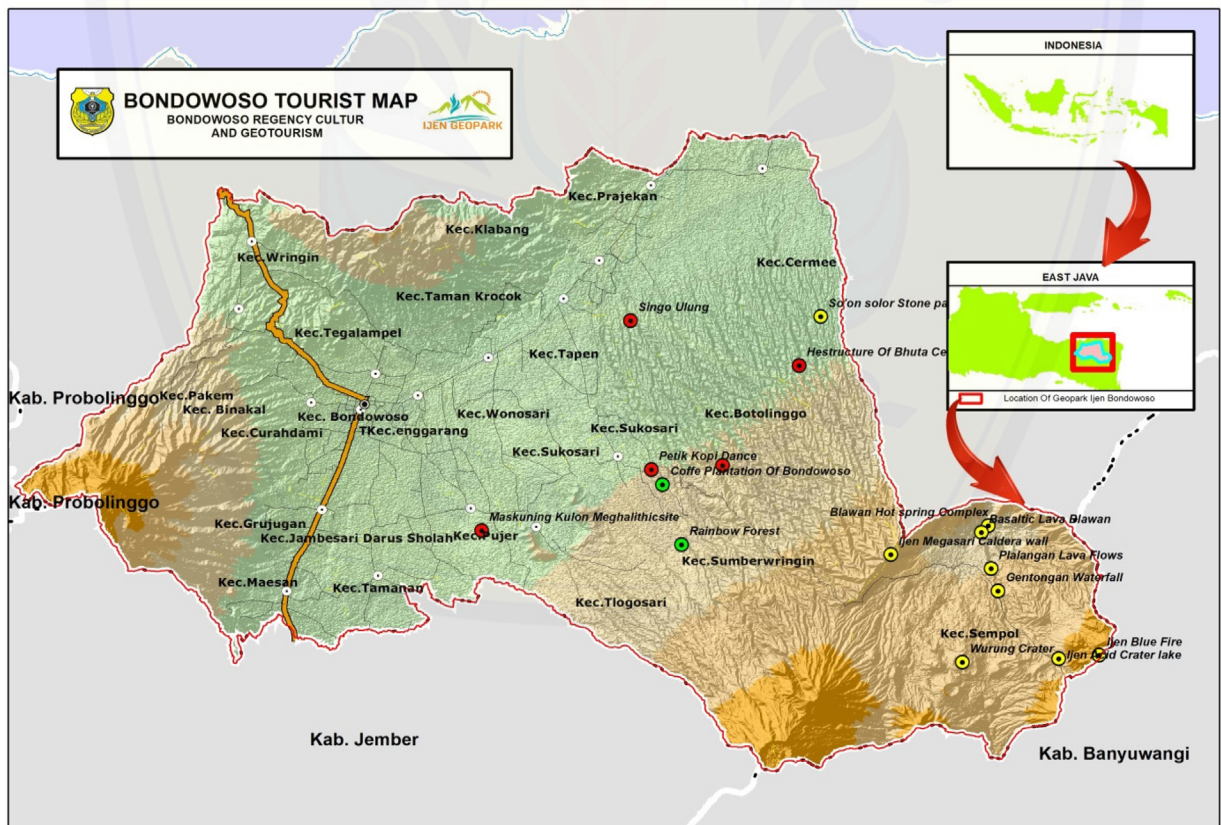 BONDOWOSO TOURIST MAP
BONDOWOSO REGENCY CULTUR
AND GEOTOURISM
IJEN GEOPARK
INDONESIA
EAST JAVA
Location Of Geopark Ijen Bondowoso
Kec.Prajekan
Kec.Klabang
Kec.Wringin
Kec.Cermee
Kec.Taman Krocok
Singo Ulung
So'on solor Stone pa
Kec.Tegalampel
Kec.Tapen
Hestructure Of Bhuta Ce
Kab. Probolinggo
Kec.Pakem
Kec. Binakal
Kec. Bondowoso
Kec.Wonosari
Kec.Botolinggo
Kec.Curahdami
TKec.enggarang
Kec.Sukosari
Kec.Sukosari
Petik Kopi Dance
Coffe Plantation Of Bondowoso
Kab. Probolinggo
Kec.Grujugan
Maskuning Kulon Meghalithicsite
Blawan Hot spring Complex
Basaltic Lava Blawan
Kec.Jambesari Darus Sholah
Kec.Pujer
Rainbow Forest
Ijen Megasari Caldera wall
Kec.Sumberwringin
Plalangan Lava Flows
Kec.Maesan
Kec.Tamanan
Gentongan Waterfall
Kec.Tlogosari
Kec.Sempol
Ijen Blue Fire
Wurung Crater
Ijen Acid Crater lake
Kab. Jember
Kab. Banyuwangi